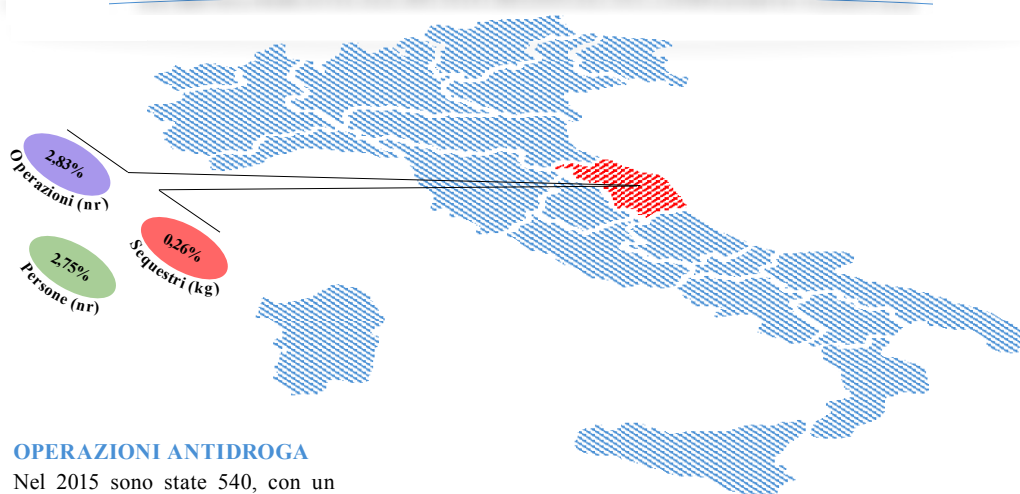 2,83%
Operazioni (nr)
0,26%
Sequestri (kg)
2,75%
Persone (nr)
OPERAZIONI ANTIDROGA
Nel 2015 sono state 540, con un